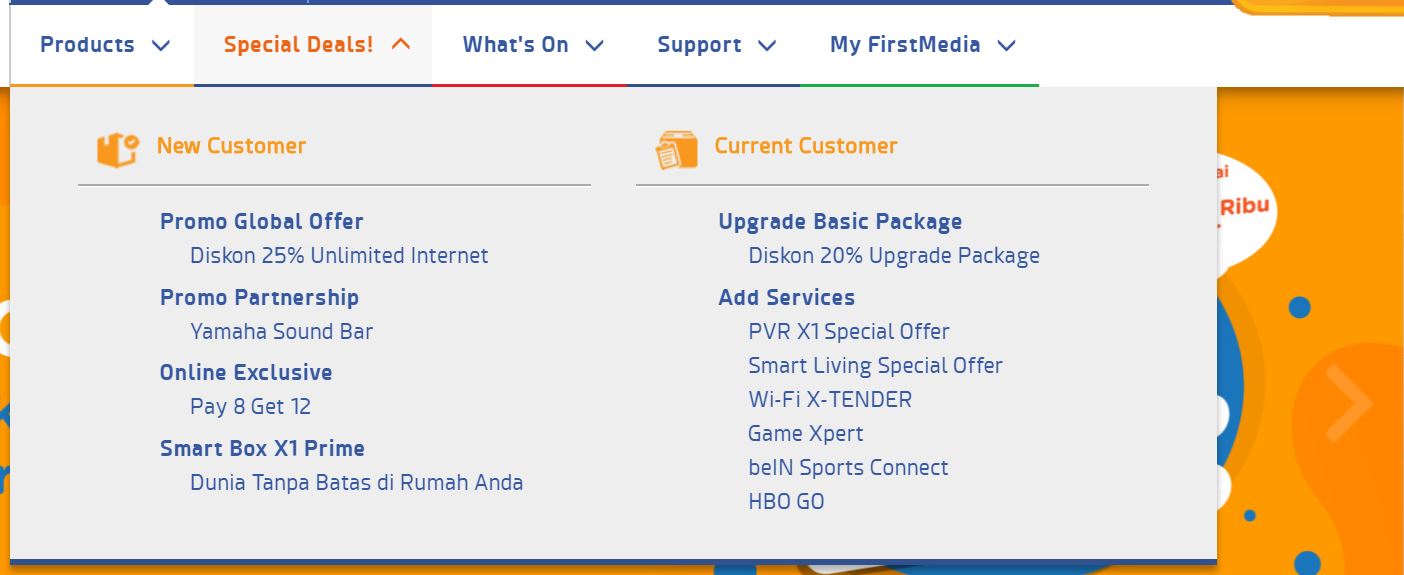 Products
Special Deals!
What's On
Support
My FirstMedia
New Customer
Promo Global Offer
Diskon 25% Unlimited Internet
Promo Partnership
Yamaha Sound Bar
Online Exclusive
Pay 8 Get 12
Smart Box X1 Prime
Dunia Tanpa Batas di Rumah Anda
Current Customer
Upgrade Basic Package
Diskon 20% Upgrade Package
Add Services
PVR X1 Special Offer
Smart Living Special Offer
Wi-Fi X-TENDER
Game Xpert
beIN Sports Connect
HBO GO
Ribu